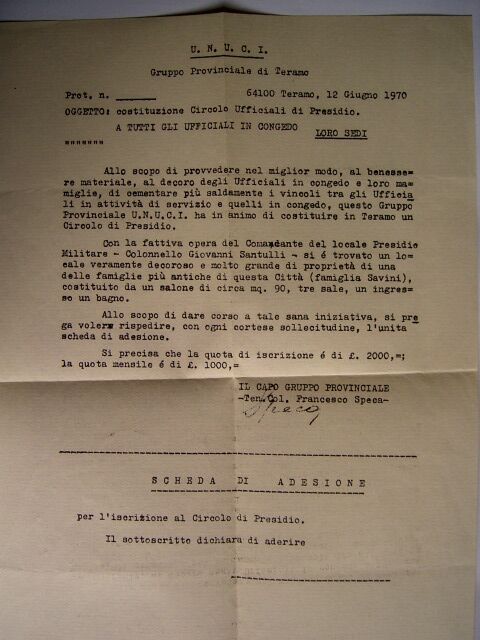 U. N. U. C. I.
Gruppo Provinciale di Teramo
Prot. n. ______ 64100 Teramo, 12 Giugno 1970
OGGETTO: costituzione Circolo Ufficiali di Presidio.
A TUTTI GLI UFFICIALI IN CONGEDO LORO SEDI
=======
Allo scopo di provvedere nel miglior modo, al benesse=
re materiale, al decoro degli Ufficiali in congedo e loro fa=
miglie, di cementare più saldamente i vincoli tra gli Ufficia
li in attività di servizio e quelli in congedo, questo Gruppo
Provinciale U.N.U.C.I. ha in animo di costituire in Teramo un
Circolo di Presidio.
Con la fattiva opera del Comandante del locale Presidio
Militare - Colonnello Giovanni Santulli - si é trovato un lo=
cale veramente decoroso e molto grande di proprietà di una
delle famiglie più antiche di questa Città (famiglia Savini),
costituito da un salone di circa mq. 90, tre sale, un ingres=
so un bagno.
Allo scopo di dare corso a tale sana iniziativa, si pre
ga voler rispedire, con ogni cortese sollecitudine, l'unita
scheda di adesione.
Si precisa che la quota di iscrizione é di £. 2000,=;
la quota mensile é di £. 1000,=
IL CAPO GRUPPO PROVINCIALE
-Ten.Col. Francesco Speca-
Speca
SCHEDA DI ADESIONE
per l'iscrizione al Circolo di Presidio.
Il sottoscritto dichiara di aderire